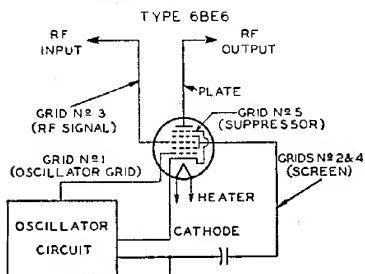 TYPE 6BE6
RF
INPUT
RF
OUTPUT
PLATE
GRID Nº 3
(RF SIGNAL)
GRID Nº 5
(SUPPRESSOR)
GRID Nº 1
(OSCILLATOR GRID)
GRIDS Nº 2 & 4
(SCREEN)
HEATER
CATHODE
OSCILLATOR
CIRCUIT